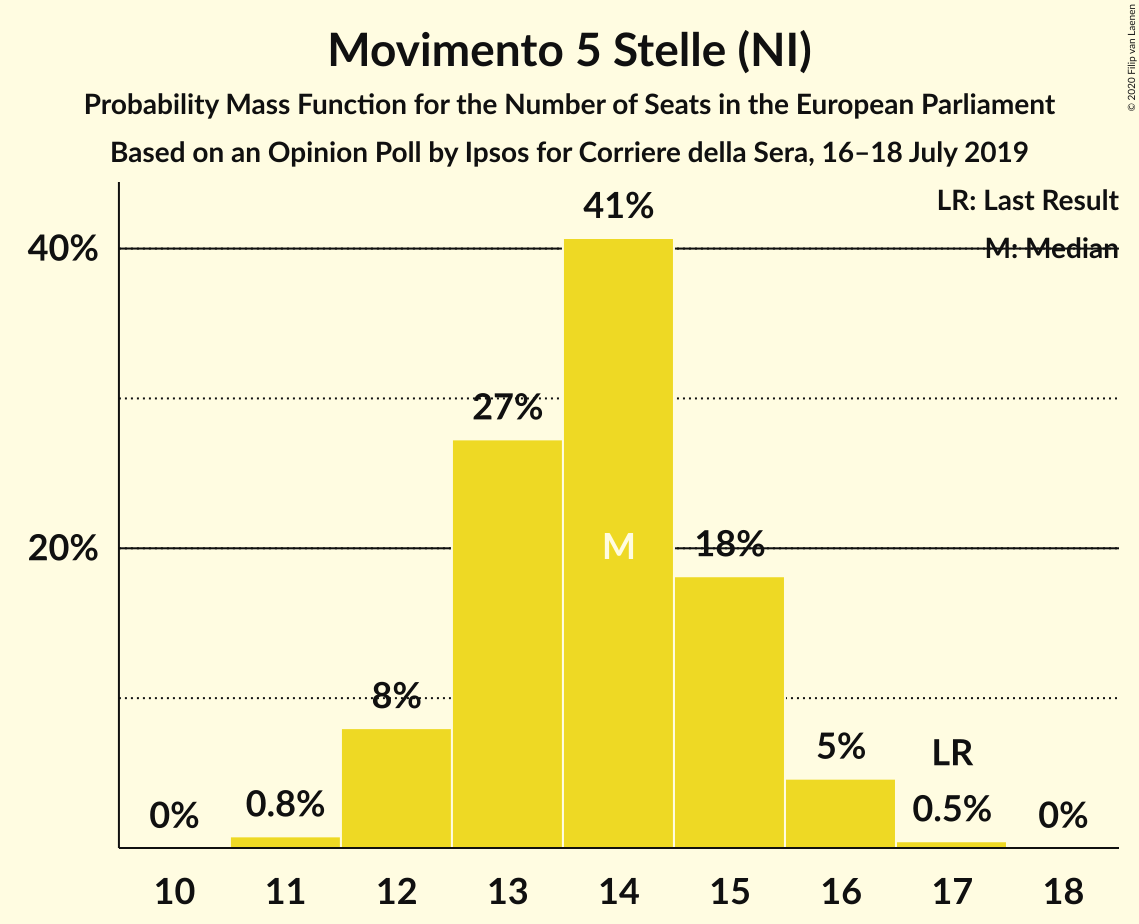 Movimento 5 Stelle (NI)
Probability Mass Function for the Number of Seats in the European Parliament
Based on an Opinion Poll by Ipsos for Corriere della Sera, 16–18 July 2019
© 2020 Filip van Laenen
LR: Last Result
M: Median
40%
20%
0%
0.8%
8%
27%
41%
M
18%
5%
LR
0.5%
0%
10 11 12 13 14 15 16 17 18